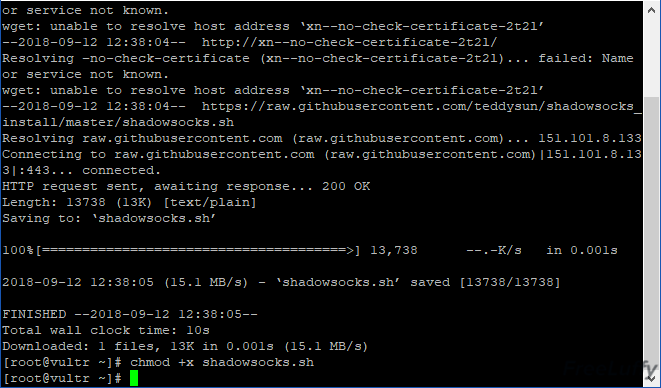 or service not known.
wget: unable to resolve host address ‘xn--no-check-certificate-2t2l’
--2018-09-12 12:38:04--  http://xn--no-check-certificate-2t2l/
Resolving –no-check-certificate (xn--no-check-certificate-2t2l)... failed: Name
or service not known.
wget: unable to resolve host address ‘xn--no-check-certificate-2t2l’
--2018-09-12 12:38:04--  https://raw.githubusercontent.com/teddysun/shadowsocks_
install/master/shadowsocks.sh
Resolving raw.githubusercontent.com (raw.githubusercontent.com)... 151.101.8.133
Connecting to raw.githubusercontent.com (raw.githubusercontent.com)|151.101.8.13
3|:443... connected.
HTTP request sent, awaiting response... 200 OK
Length: 13738 (13K) [text/plain]
Saving to: ‘shadowsocks.sh’
100%[======================================>] 13,738      --.-K/s   in 0.001s
2018-09-12 12:38:05 (15.1 MB/s) - ‘shadowsocks.sh’ saved [13738/13738]
FINISHED --2018-09-12 12:38:05--
Total wall clock time: 10s
Downloaded: 1 files, 13K in 0.001s (15.1 MB/s)
[root@vultr ~]# chmod +x shadowsocks.sh
[root@vultr ~]#